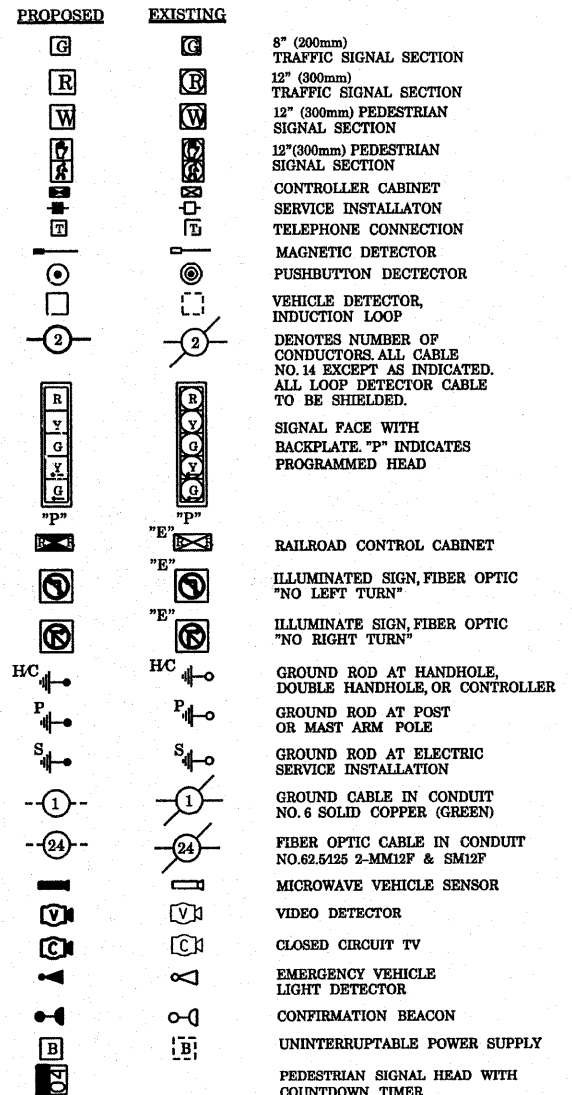 PROPOSED EXISTING
G G 8" (200mm)
TRAFFIC SIGNAL SECTION
R R 12" (300mm)
TRAFFIC SIGNAL SECTION
W W 12" (300mm) PEDESTRIAN
SIGNAL SECTION
12"(300mm) PEDESTRIAN
SIGNAL SECTION
CONTROLLER CABINET
SERVICE INSTALLATON
T T TELEPHONE CONNECTION
MAGNETIC DETECTOR
PUSHBUTTON DECTECTOR
VEHICLE DETECTOR,
INDUCTION LOOP
2 2 DENOTES NUMBER OF
CONDUCTORS. ALL CABLE
NO. 14 EXCEPT AS INDICATED.
ALL LOOP DETECTOR CABLE
TO BE SHIELDED.
R R
Y Y SIGNAL FACE WITH
G G BACKPLATE. "P" INDICATES
Y Y PROGRAMMED HEAD
G G
"P" "P"
"E" RAILROAD CONTROL CABINET
"E" ILLUMINATED SIGN, FIBER OPTIC
"NO LEFT TURN"
"E" ILLUMINATE SIGN, FIBER OPTIC
"NO RIGHT TURN"
H/C H/C GROUND ROD AT HANDHOLE,
DOUBLE HANDHOLE, OR CONTROLLER
P P GROUND ROD AT POST
OR MAST ARM POLE
S S GROUND ROD AT ELECTRIC
SERVICE INSTALLATION
1 1 GROUND CABLE IN CONDUIT
NO. 6 SOLID COPPER (GREEN)
24 24 FIBER OPTIC CABLE IN CONDUIT
NO.62.5/125 2-MM12F & SM12F
MICROWAVE VEHICLE SENSOR
V V VIDEO DETECTOR
C C CLOSED CIRCUIT TV
EMERGENCY VEHICLE
LIGHT DETECTOR
CONFIRMATION BEACON
B B UNINTERRUPTABLE POWER SUPPLY
PEDESTRIAN SIGNAL HEAD WITH
COUNTDOWN TIMER